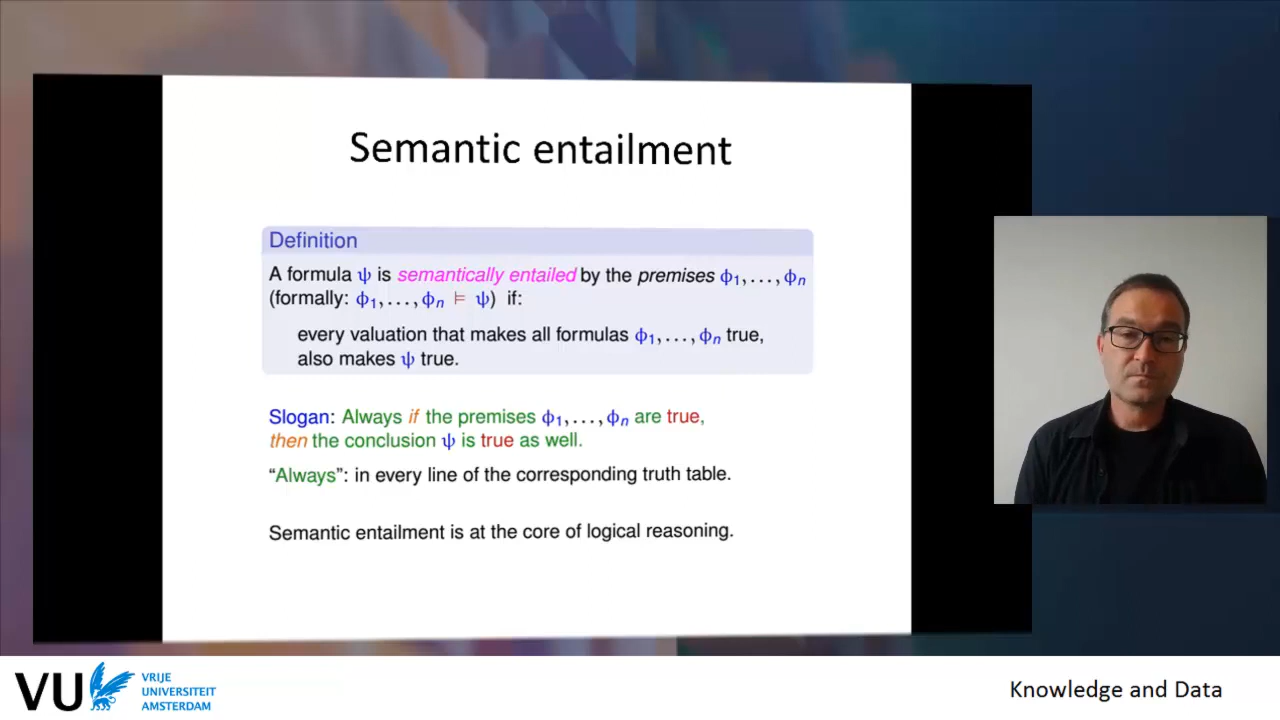 Semantic entailment
Definition
A formula ψ is semantically entailed by the premises ϕ₁,...,ϕₙ
(formally: ϕ₁,...,ϕₙ ⊨ ψ) if:
every valuation that makes all formulas ϕ₁,...,ϕₙ true,
also makes ψ true.
Slogan: Always if the premises ϕ₁,...,ϕₙ are true,
then the conclusion ψ is true as well.
“Always”: in every line of the corresponding truth table.
Semantic entailment is at the core of logical reasoning.
VU
VRIJE
UNIVERSITEIT
AMSTERDAM
Knowledge and Data